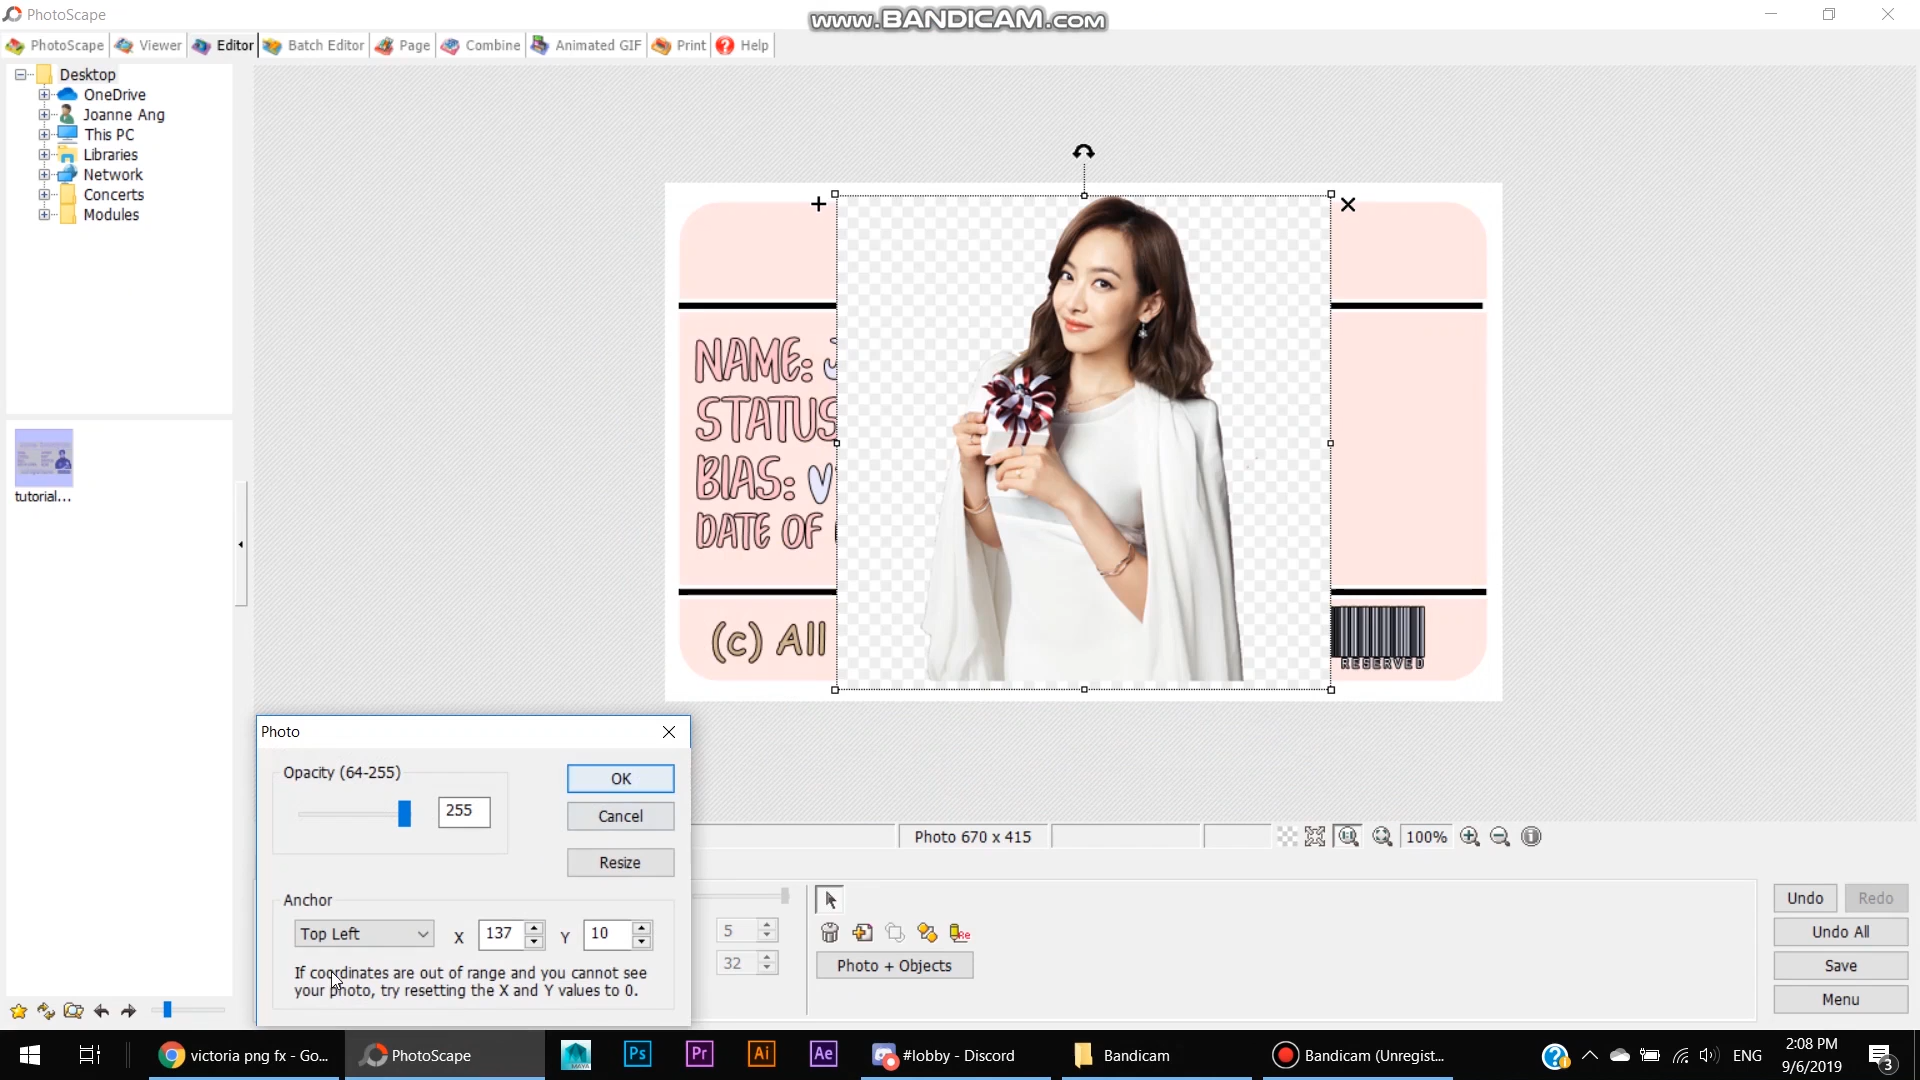 PhotoScape
www.BANDICAM.com
PhotoScape
Viewer
Editor
Batch Editor
Page
Combine
Animated GIF
Print
Help
Desktop
OneDrive
Joanne Ang
This PC
Libraries
Network
Concerts
Modules
tutorial...
NAME:
STATUS
BIAS: V
DATE OF
(c) All
RESERVED
Photo
Opacity (64-255)
255
OK
Cancel
Resize
Anchor
Top Left
X
137
Y
10
If coordinates are out of range and you cannot see
your photo, try resetting the X and Y values to 0.
Photo 670 x 415
100%
5
32
Photo + Objects
Undo
Redo
Undo All
Save
Menu
victoria png fx - Go...
PhotoScape
Ps
Pr
Ai
Ae
#lobby - Discord
Bandicam
Bandicam (Unregist...
ENG
2:08 PM
9/6/2019
3